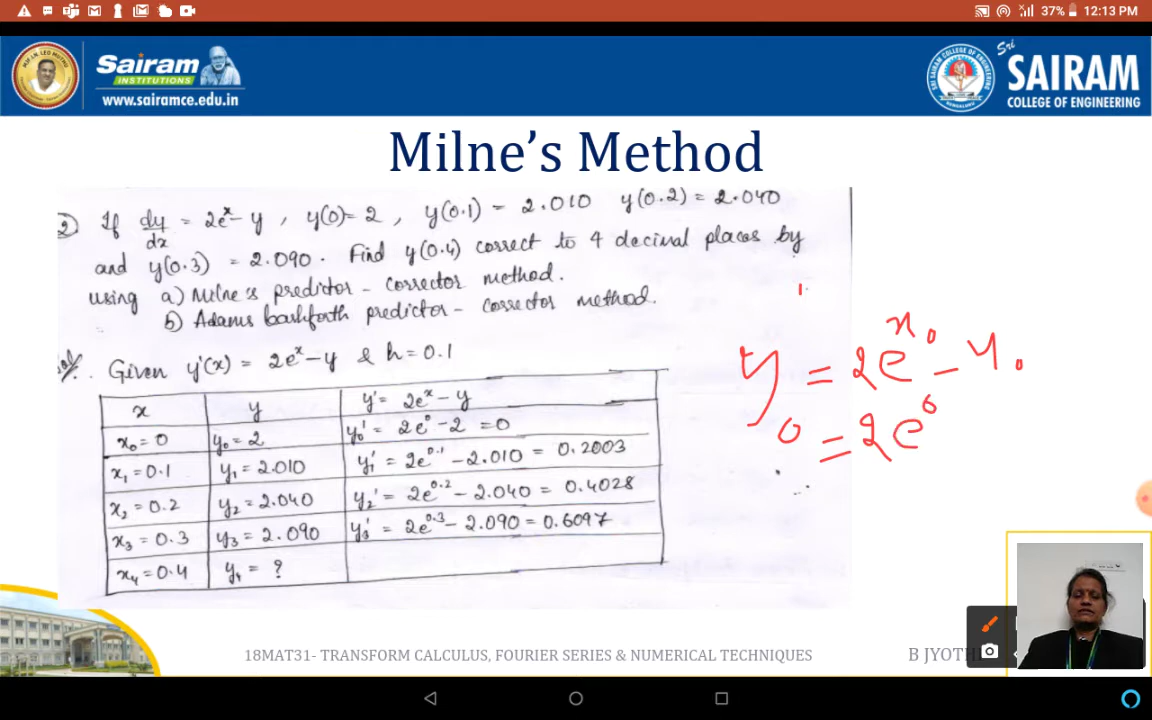 37% 12:13 PM
Sairam
INSTITUTIONS
www.sairamce.edu.in
Sri
SAIRAM
COLLEGE OF ENGINEERING
Milne's Method
2) If dy/dx = 2e^x - y , y(0)= 2 , y(0.1) = 2.010 y(0.2) = 2.040
and y(0.3) = 2.090. Find y(0.4) correct to 4 decimal places by
using a) Milne's predictor - corrector method.
b) Adams bashforth predictor - corrector method.
Sol/. Given y'(x) = 2e^x - y & h = 0.1
x y y' = 2e^x - y
x₀ = 0 y₀ = 2 y₀' = 2e^0 - 2 = 0
x₁ = 0.1 y₁ = 2.010 y₁' = 2e^0.1 - 2.010 = 0.2003
x₂ = 0.2 y₂ = 2.040 y₂' = 2e^0.2 - 2.040 = 0.4028
x₃ = 0.3 y₃ = 2.090 y₃' = 2e^0.3 - 2.090 = 0.6097
x₄ = 0.4 y₄ = ?
y₀' = 2e^x₀ - y₀
= 2e^0
18MAT31- TRANSFORM CALCULUS, FOURIER SERIES & NUMERICAL TECHNIQUES
B JYOTHI